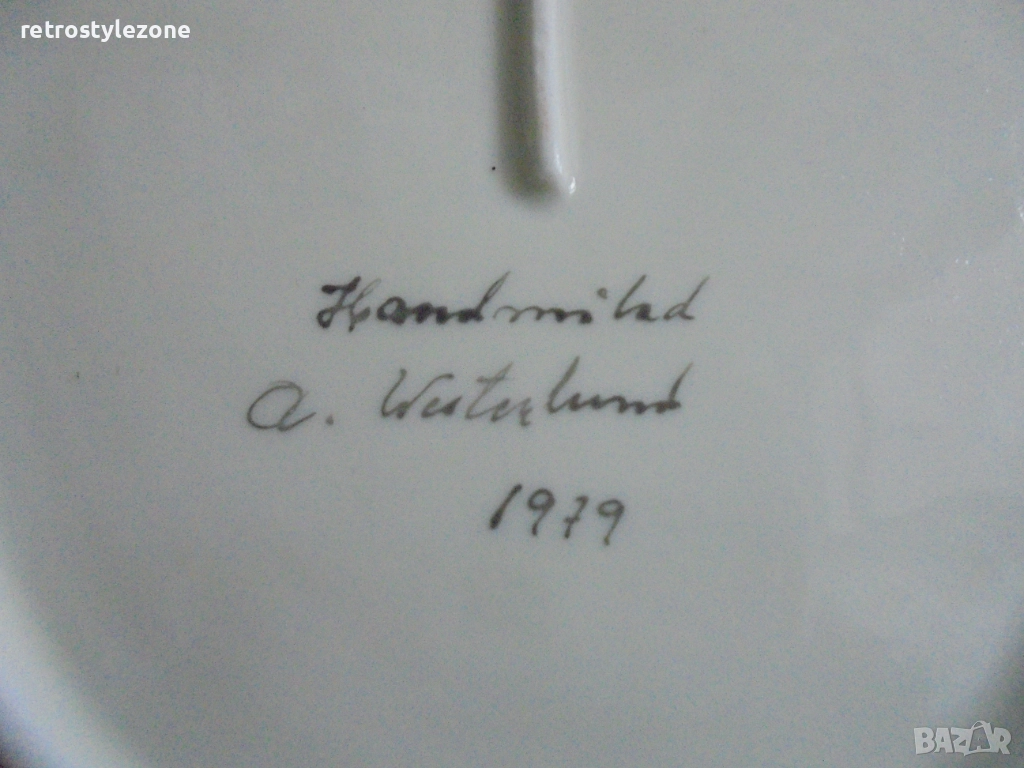 retrostylezone
Handmålad
A. Westerlund
1979
BAZAR